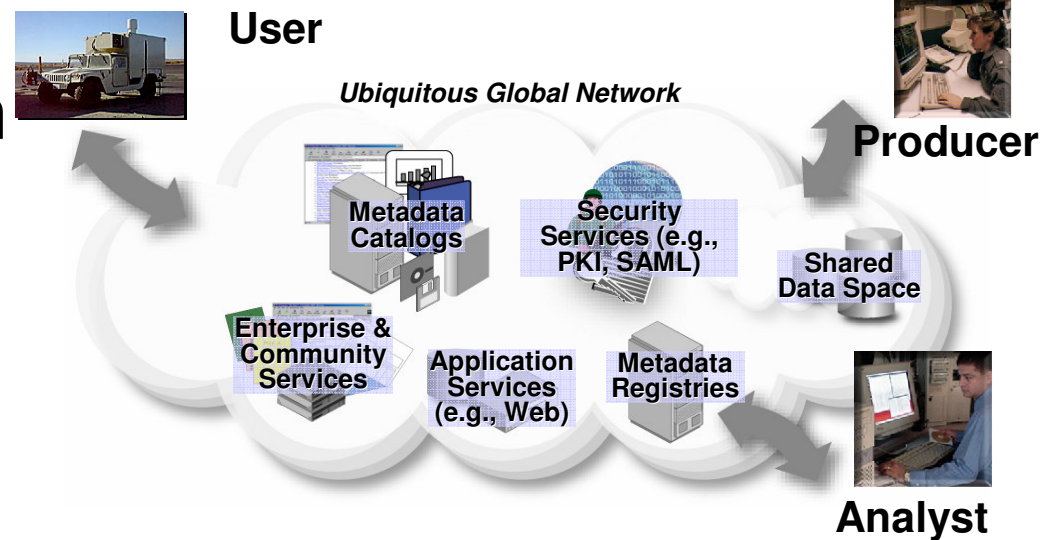 User
Ubiquitous Global Network
Producer
Metadata
Catalogs
Security
Services (e.g.,
PKI, SAML)
Shared
Data Space
Enterprise &
Community
Services
Application
Services
(e.g., Web)
Metadata
Registries
Analyst